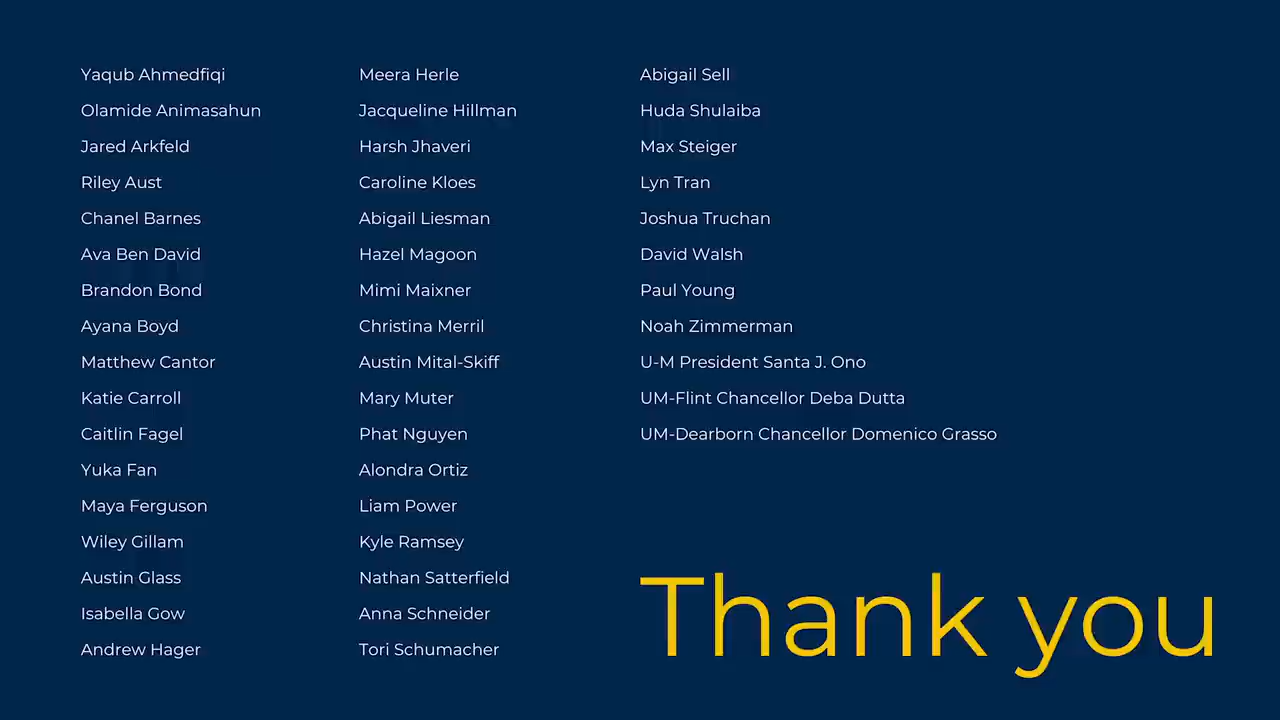 Yaqub Ahmedfiqi
Olamide Animasahun
Jared Arkfeld
Riley Aust
Chanel Barnes
Ava Ben David
Brandon Bond
Ayana Boyd
Matthew Cantor
Katie Carroll
Caitlin Fagel
Yuka Fan
Maya Ferguson
Wiley Gillam
Austin Glass
Isabella Gow
Andrew Hager
Meera Herle
Jacqueline Hillman
Harsh Jhaveri
Caroline Kloes
Abigail Liesman
Hazel Magoon
Mimi Maixner
Christina Merril
Austin Mital-Skiff
Mary Muter
Phat Nguyen
Alondra Ortiz
Liam Power
Kyle Ramsey
Nathan Satterfield
Anna Schneider
Tori Schumacher
Abigail Sell
Huda Shulaiba
Max Steiger
Lyn Tran
Joshua Truchan
David Walsh
Paul Young
Noah Zimmerman
U-M President Santa J. Ono
UM-Flint Chancellor Deba Dutta
UM-Dearborn Chancellor Domenico Grasso
Thank you